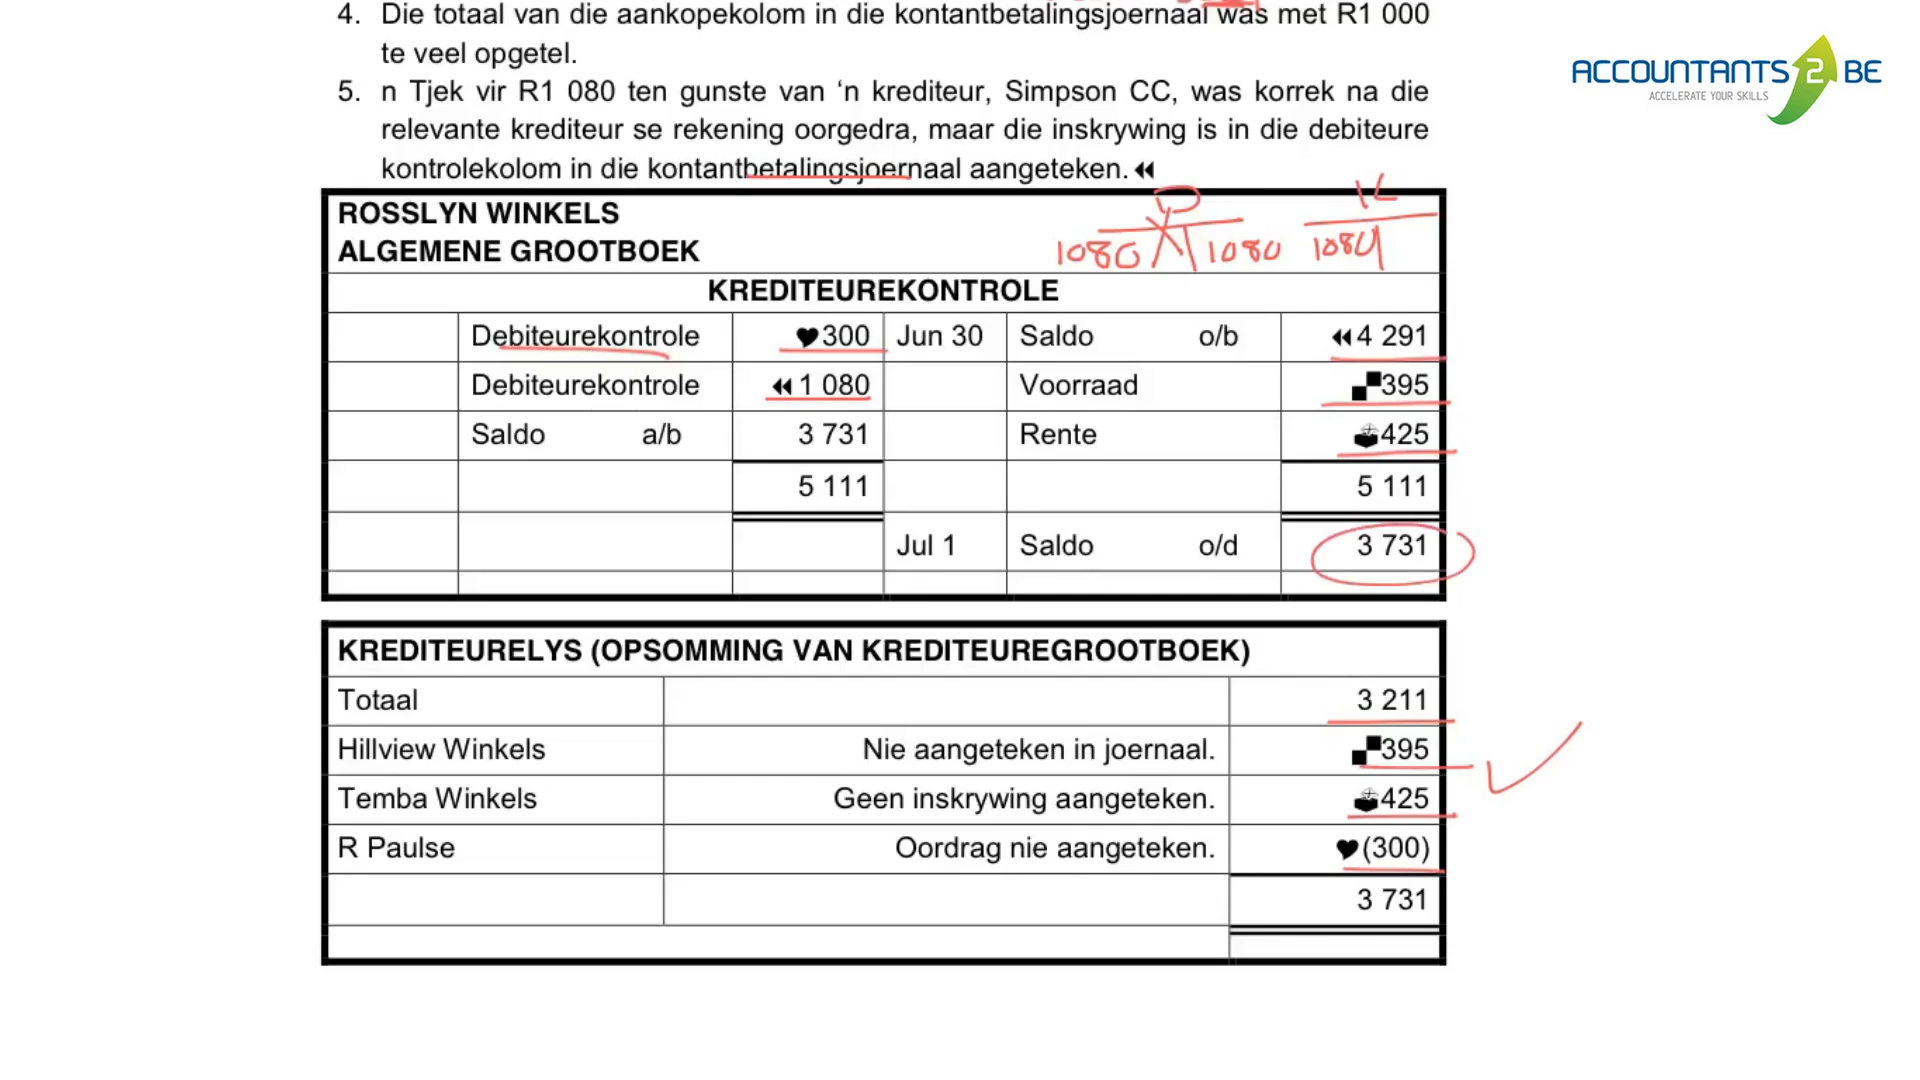 4. Die totaal van die aankopekolom in die kontantbetalingsjoernaal was met R1 000
te veel opgetel.
5. n Tjek vir R1 080 ten gunste van ‘n krediteur, Simpson CC, was korrek na die
relevante krediteur se rekening oorgedra, maar die inskrywing is in die debiteure
kontrolekolom in die kontantbetalingsjoernaal aangeteken.
ACCOUNTANTS 2 BE
ACCELERATE YOUR SKILLS
D K
ROSSLYN WINKELS
ALGEMENE GROOTBOEK
1080 1080 1080
KREDITEUREKONTROLE
Debiteurekontrole 300 Jun 30 Saldo o/b 4 291
Debiteurekontrole 1 080 Voorraad 395
Saldo a/b 3 731 Rente 425
5 111 5 111
Jul 1 Saldo o/d 3 731
KREDITEURELYS (OPSOMMING VAN KREDITEUREGROOTBOEK)
Totaal 3 211
Hillview Winkels Nie aangeteken in joernaal. 395
Temba Winkels Geen inskrywing aangeteken. 425
R Paulse Oordrag nie aangeteken. (300)
3 731